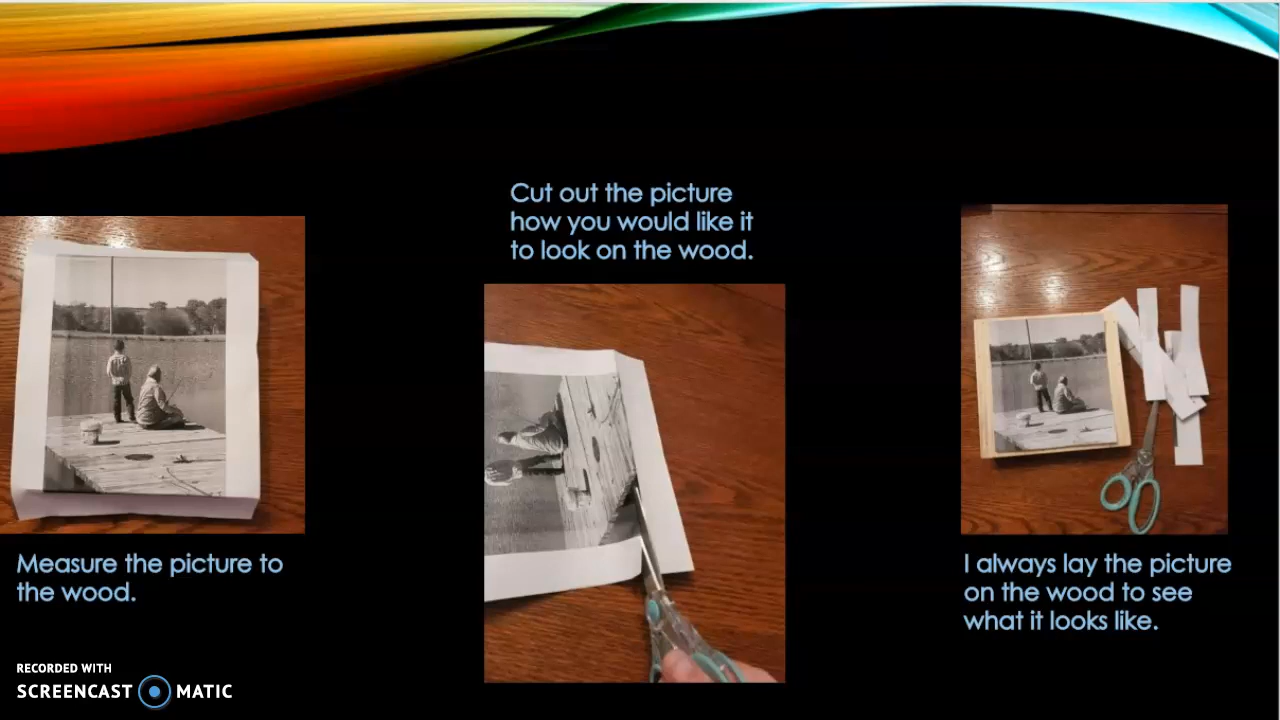 Cut out the picture
how you would like it
to look on the wood.
Measure the picture to
the wood.
I always lay the picture
on the wood to see
what it looks like.
RECORDED WITH
SCREENCAST MATIC